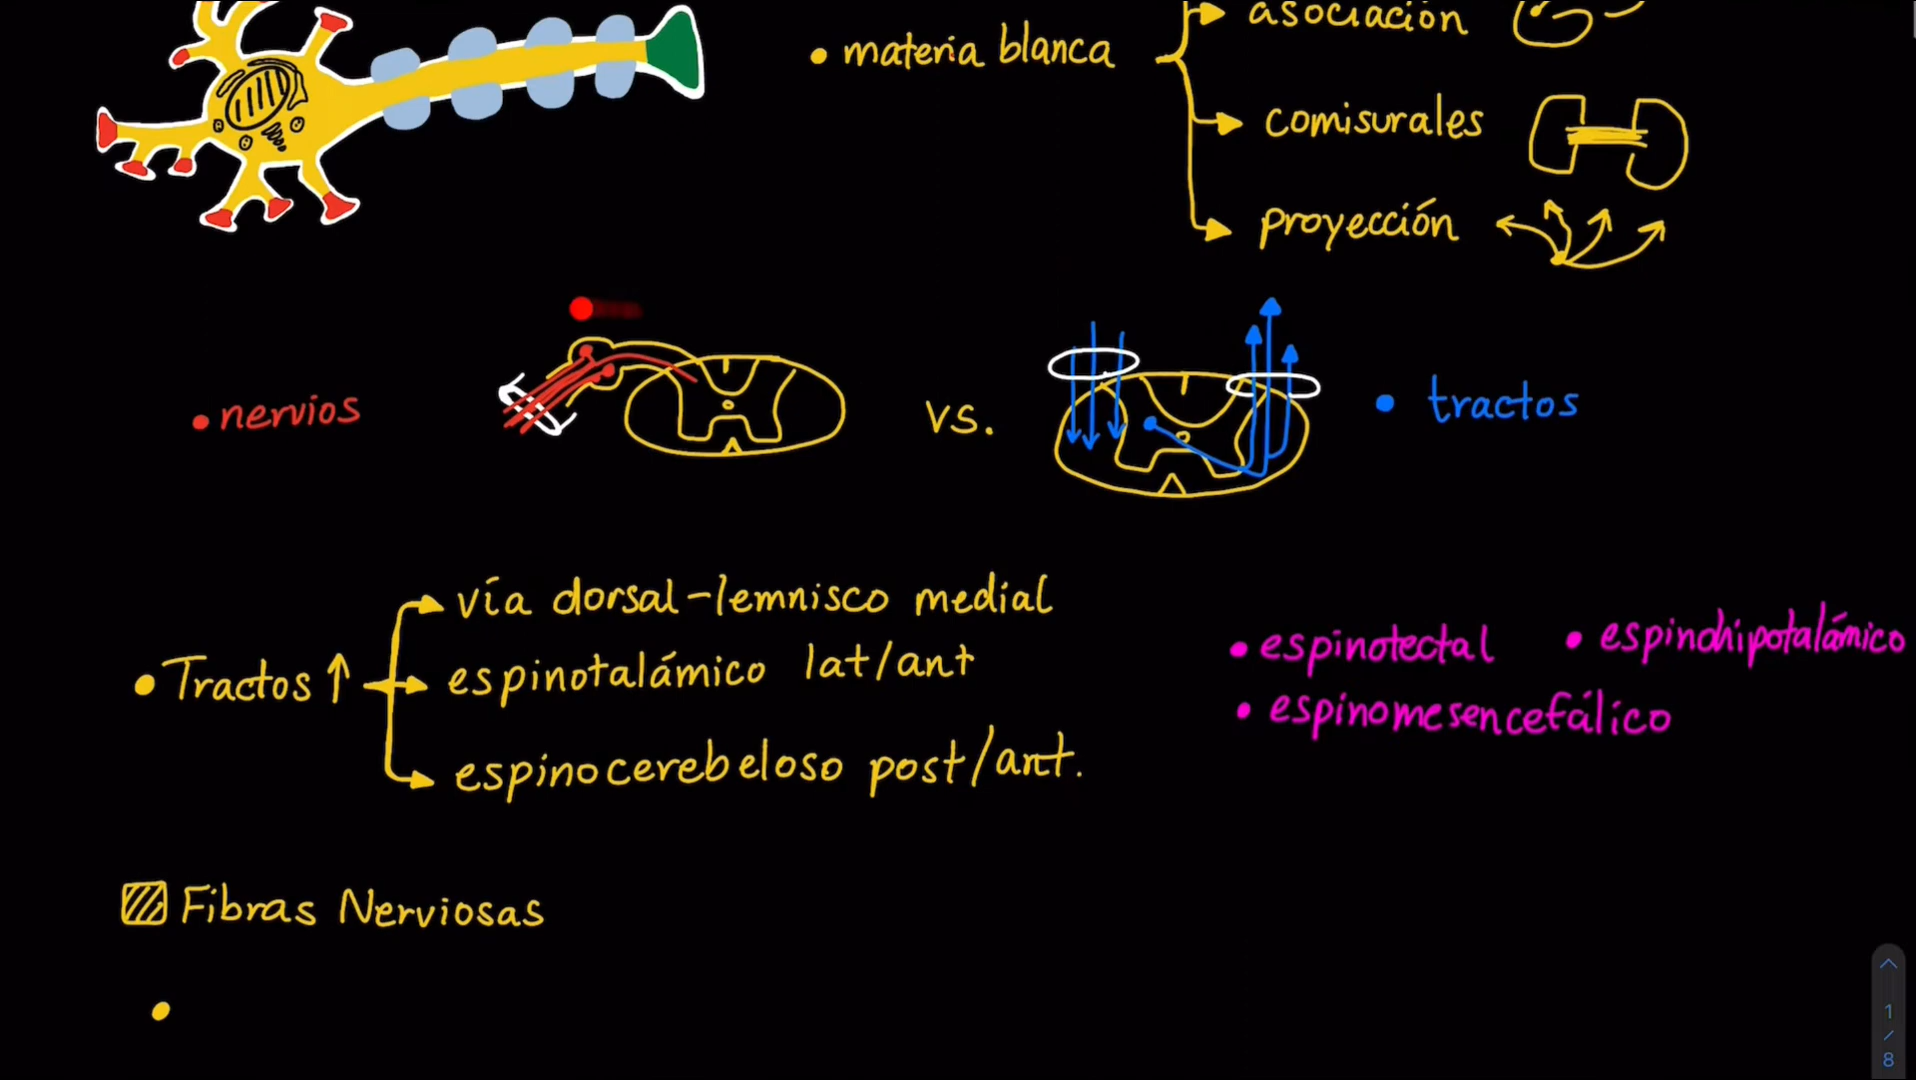 asociación
• materia blanca
comisurales
proyección
• nervios
vs.
• tractos
vía dorsal-lemnisco medial
• Tractos ↑
espinotalámico lat/ant
espinocerebeloso post/ant.
• espinotectal
• espinohipotalámico
• espinomesencefálico
Fibras Nerviosas
•
1
/
8